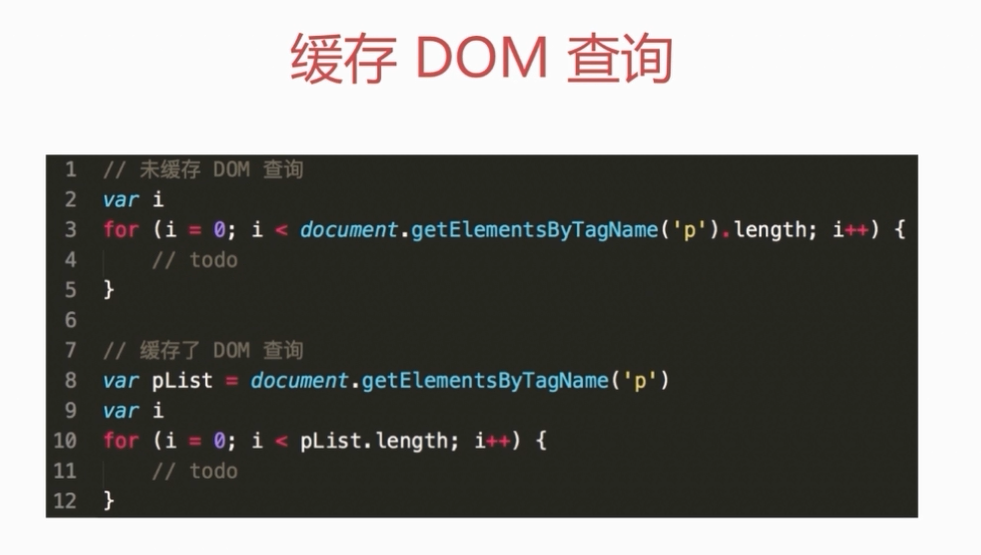 缓存 DOM 查询
1 // 未缓存 DOM 查询
2 var i
3 for (i = 0; i < document.getElementsByTagName('p').length; i++) {
4     // todo
5 }
6
7 // 缓存了 DOM 查询
8 var pList = document.getElementsByTagName('p')
9 var i
10 for (i = 0; i < pList.length; i++) {
11     // todo
12 }